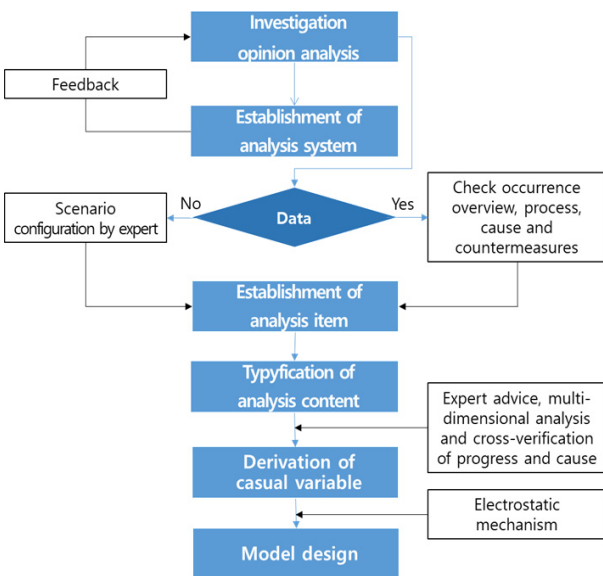 Investigation
opinion analysis
Feedback
Establishment of
analysis system
No
Data
Yes
Scenario
configuration by expert
Check occurrence
overview, process,
cause and
countermeasures
Establishment of
analysis item
Typyfication of
analysis content
Expert advice, multi-
dimensional analysis
and cross-verification
of progress and cause
Derivation of
casual variable
Electrostatic
mechanism
Model design